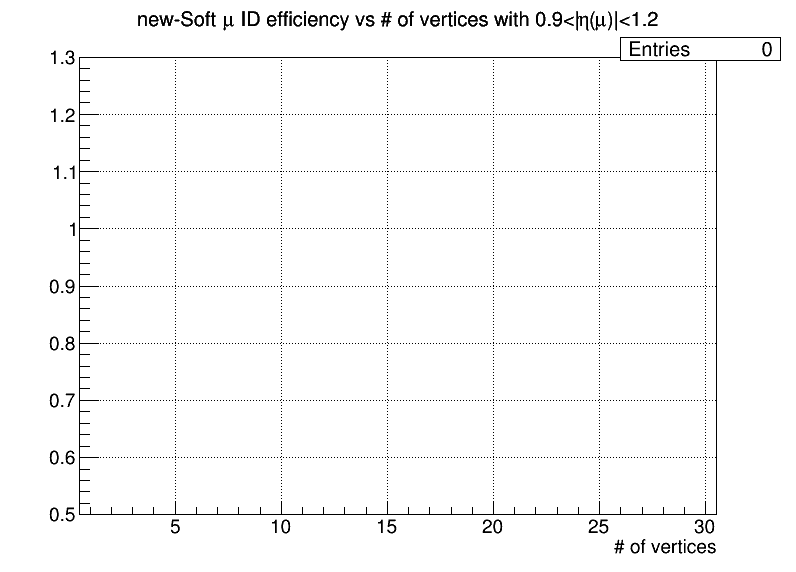 new-Soft μ ID efficiency vs # of vertices with 0.9<|η(μ)|<1.2
Entries 0
1.3
1.2
1.1
1
0.9
0.8
0.7
0.6
0.5
5 10 15 20 25 30
# of vertices